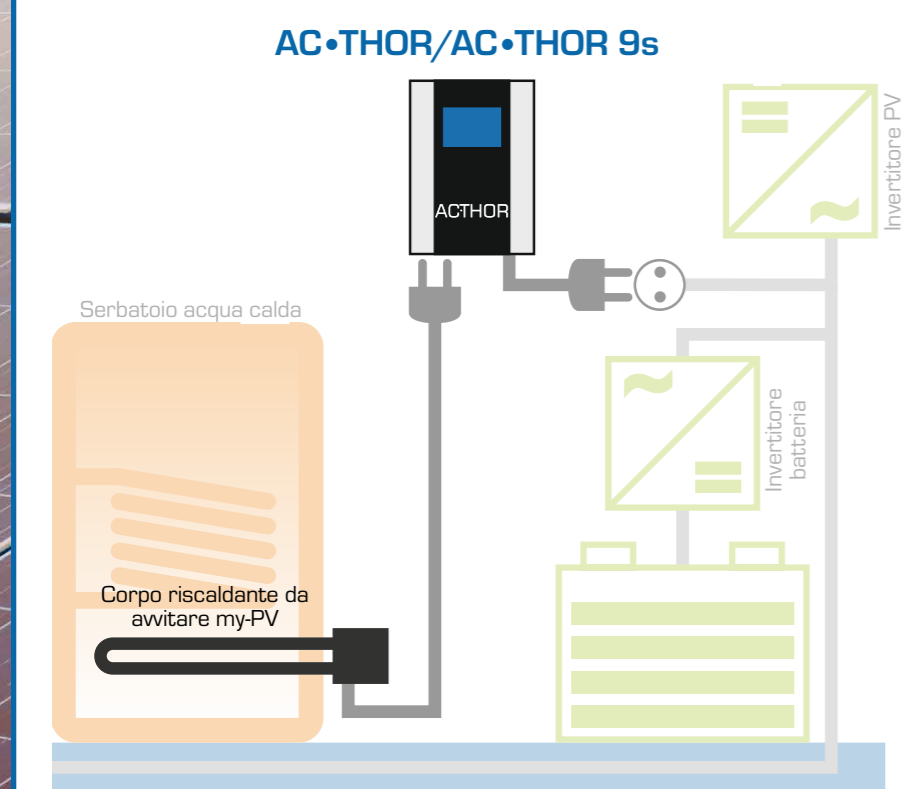 AC•THOR/AC•THOR 9s
Invertitore PV
ACTHOR
Serbatoio acqua calda
Invertitore
batteria
Corpo riscaldante da
avvitare my-PV